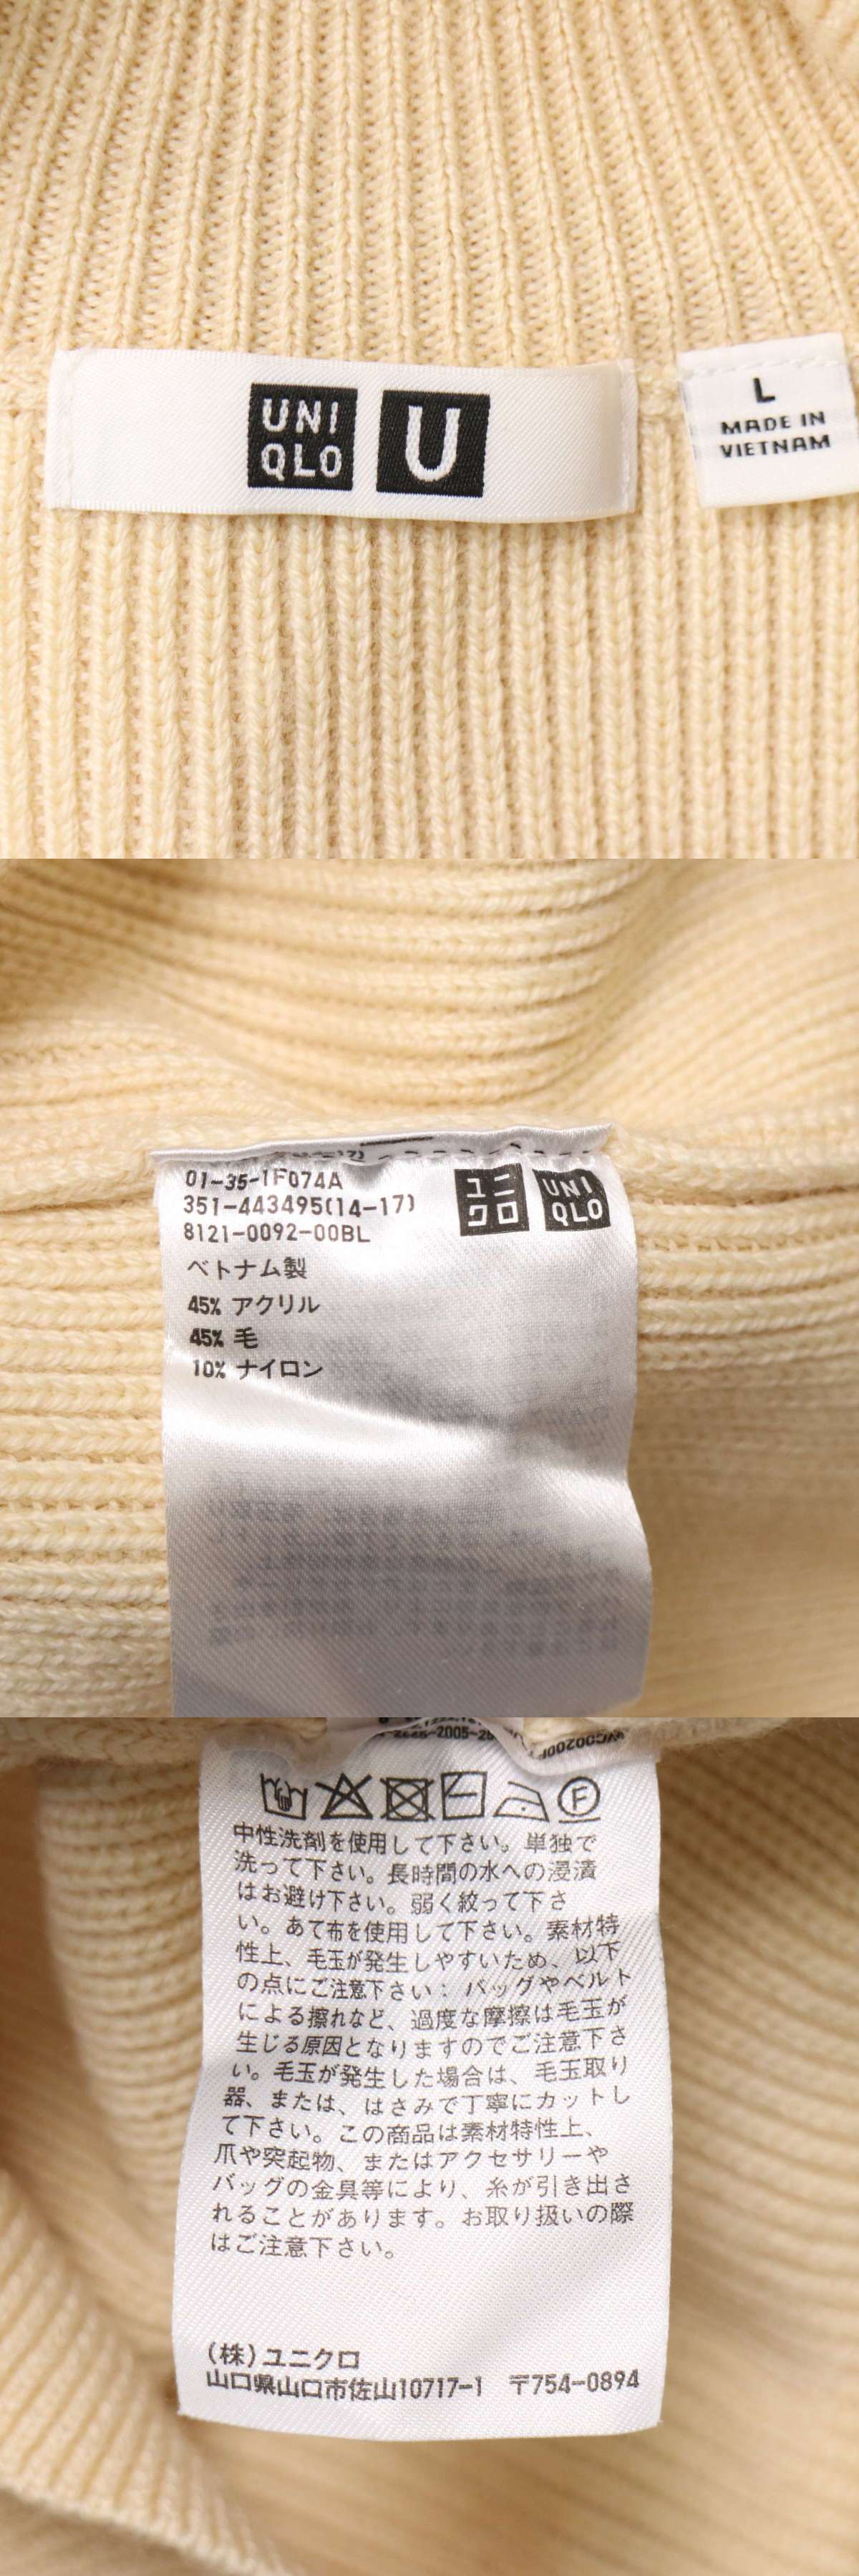 UNI
QLO
U
L
MADE IN
VIETNAM
01-35-1F074A
351-443495(14-17)
8121-0092-00BL
ユニ
クロ
UNI
QLO
ベトナム製
45% アクリル
45% 毛
10% ナイロン
F
中性洗剤を使用して下さい。単独で
洗って下さい。長時間の水への浸漬
はお避け下さい。弱く絞って下さ
い。あて布を使用して下さい。素材特
性上、毛玉が発生しやすいため、以下
の点にご注意下さい：バッグやベルト
による擦れなど、過度な摩擦は毛玉が
生じる原因となりますのでご注意下さ
い。毛玉が発生した場合は、毛玉取り
器、または、はさみで丁寧にカットし
て下さい。この商品は素材特性上、
爪や突起物、またはアクセサリーや
バッグの金具等により、糸が引き出さ
れることがあります。お取り扱いの際
はご注意下さい。
(株)ユニクロ
山口県山口市佐山10717-1 〒754-0894